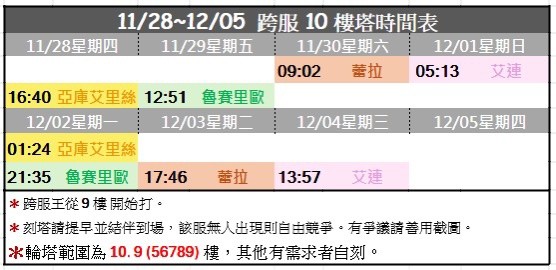 11/28~12/05 跨服 10 樓塔時間表
11/28星期四 11/29星期五 11/30星期六 12/01星期日
09:02 蕾拉 05:13 艾連
16:40 亞庫艾里絲 12:51 魯賽里歐
12/02星期一 12/03星期二 12/04星期三 12/05星期四
01:24 亞庫艾里絲
21:35 魯賽里歐 17:46 蕾拉 13:57 艾連
* 跨服王從 9 樓 開始打。
* 刻塔請提早並結伴到場，該服無人出現則自由競爭。有爭議請善用截圖。
*輪塔範圍為 10. 9 (56789) 樓，其他有需求者自刻。